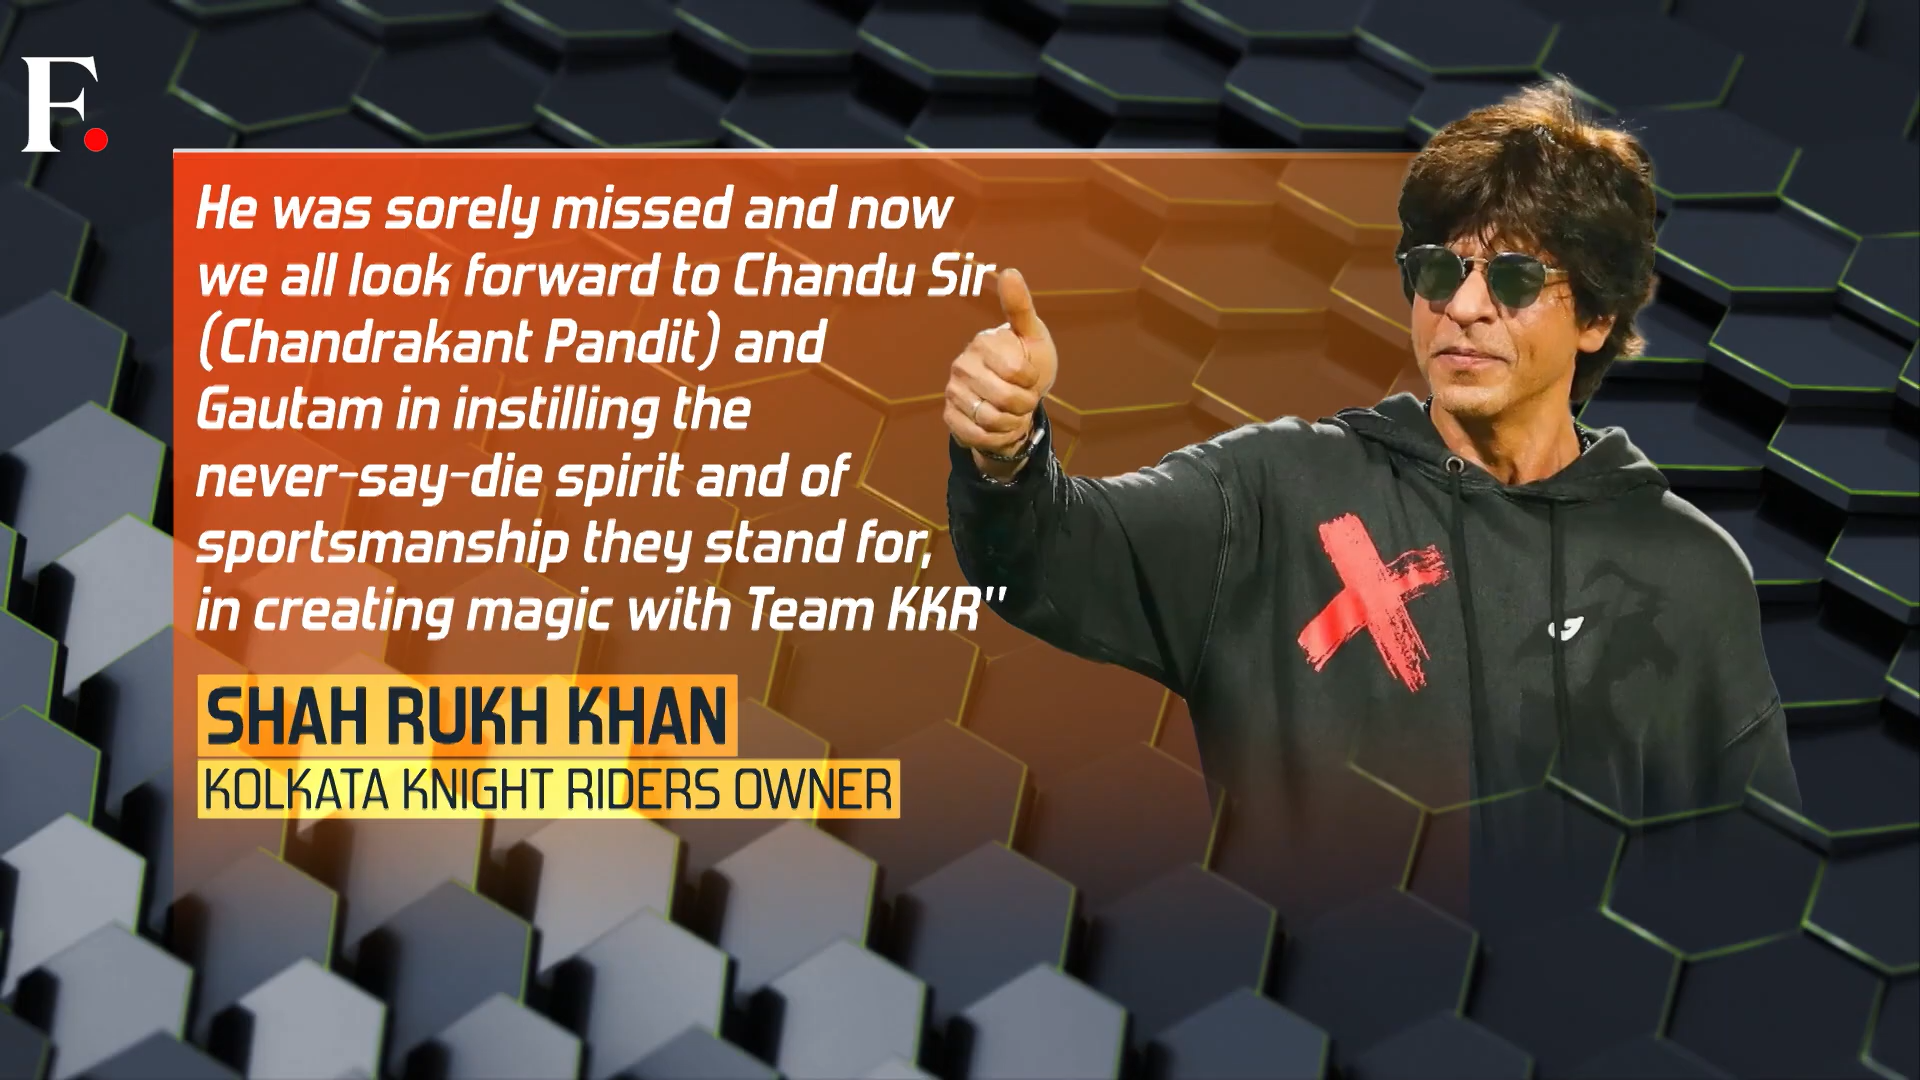 F.
He was sorely missed and now
we all look forward to Chandu Sir
(Chandrakant Pandit) and
Gautam in instilling the
never-say-die spirit and of
sportsmanship they stand for,
in creating magic with Team KKR"
SHAH RUKH KHAN
KOLKATA KNIGHT RIDERS OWNER